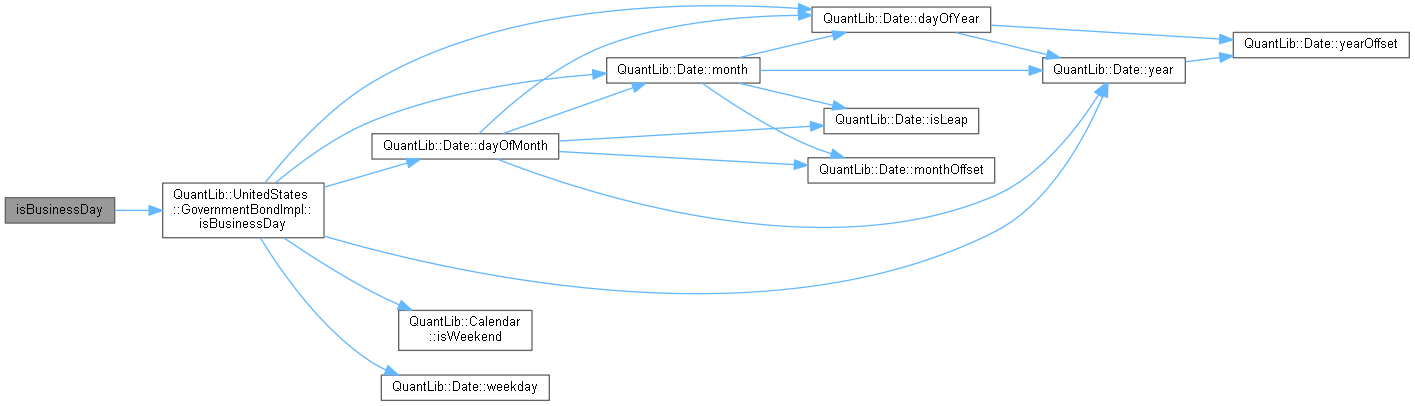 isBusinessDay
QuantLib::UnitedStates
::GovernmentBondImpl::
isBusinessDay
QuantLib::Date::dayOfMonth
QuantLib::Date::month
QuantLib::Date::dayOfYear
QuantLib::Date::year
QuantLib::Date::yearOffset
QuantLib::Date::isLeap
QuantLib::Date::monthOffset
QuantLib::Calendar
::isWeekend
QuantLib::Date::weekday